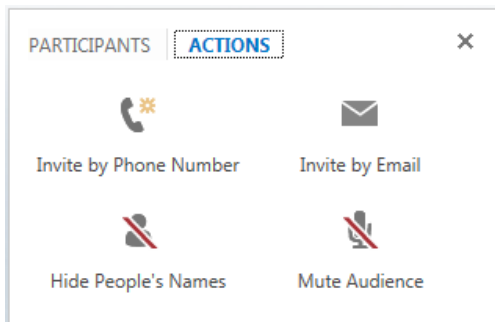 PARTICIPANTS ACTIONS
Invite by Phone Number Invite by Email
Hide People's Names Mute Audience